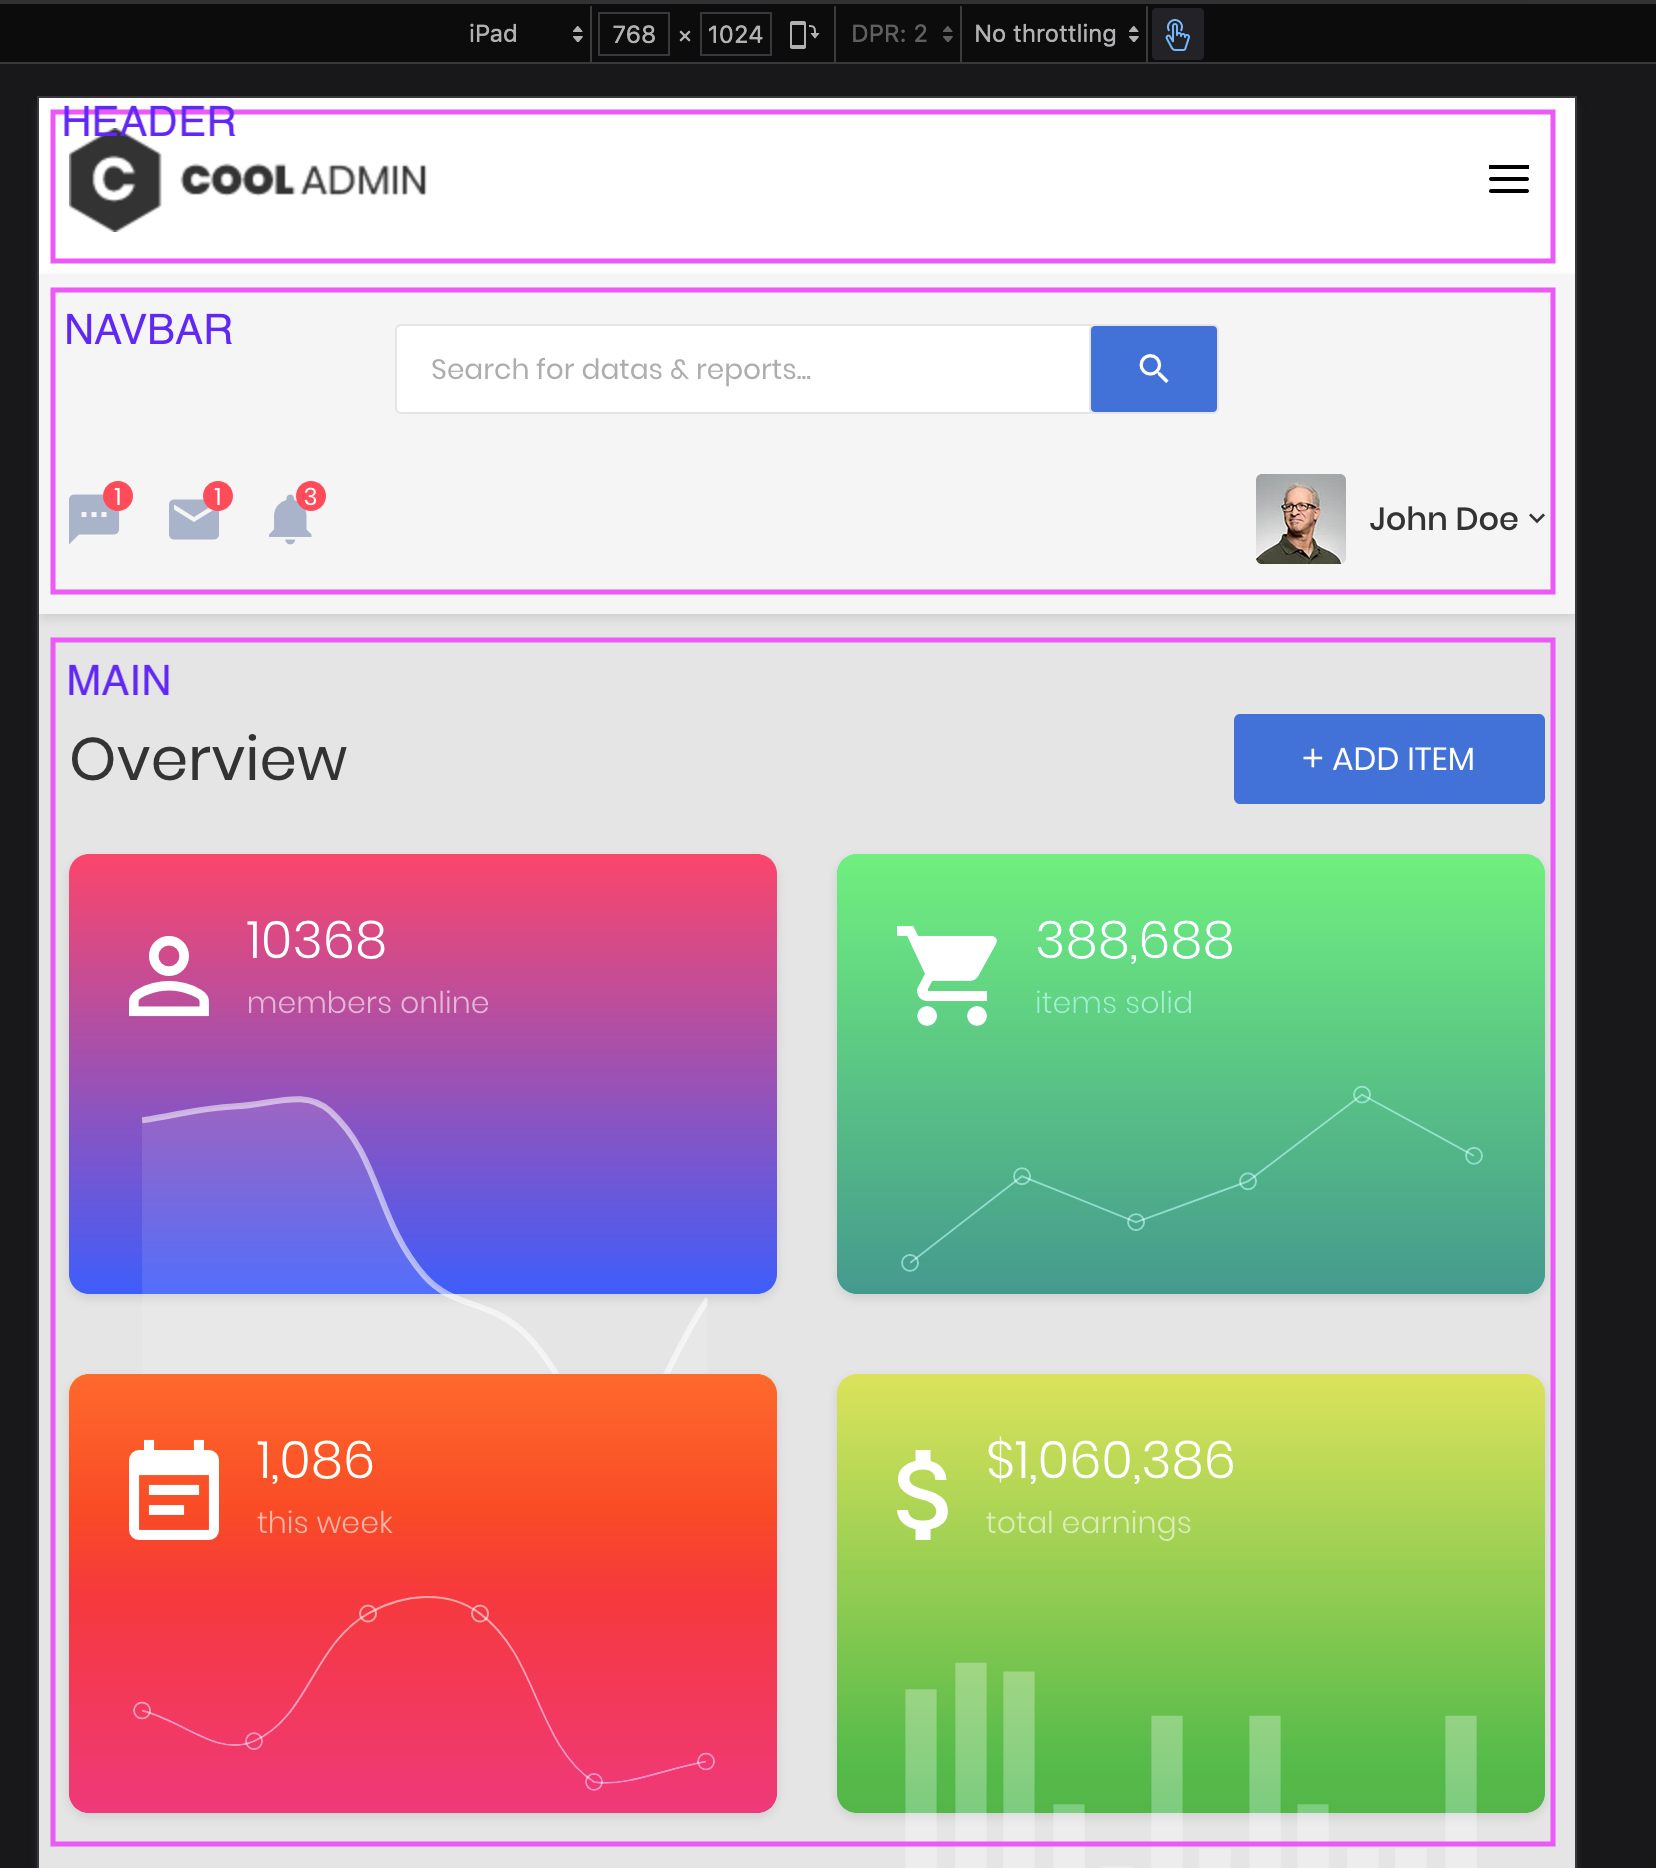 iPad 768 × 1024 DPR: 2 No throttling
HEADER
C COOL ADMIN
NAVBAR
Search for datas & reports...
1 1 3
John Doe
MAIN
Overview
+ ADD ITEM
10368
members online
388,688
items solid
1,086
this week
$1,060,386
total earnings